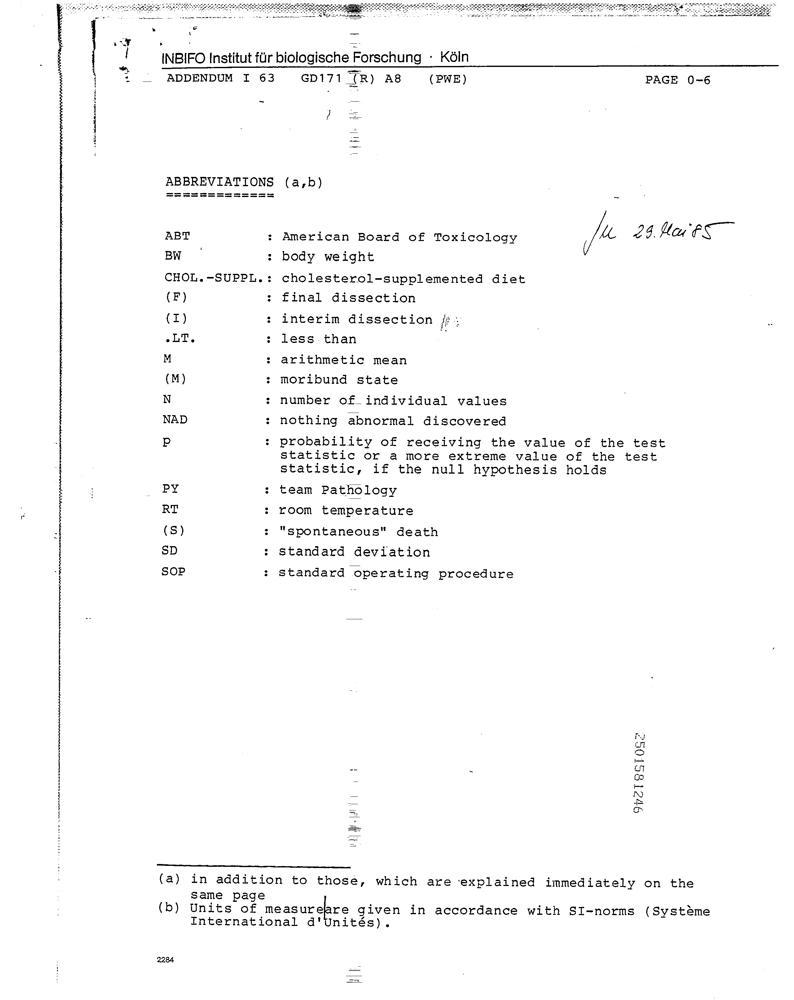 INBIFO Institut für biologische Forschung · Köln
ADDENDUM I 63 GD171 (R) A8 (PWE) PAGE 0-6
ABBREVIATIONS (a,b)
=============
29. Mai 85
ABT : American Board of Toxicology
BW : body weight
CHOL.-SUPPL.: cholesterol-supplemented diet
(F) : final dissection
(I) : interim dissection
.LT. : less than
M : arithmetic mean
(M) : moribund state
N : number of individual values
NAD : nothing abnormal discovered
p : probability of receiving the value of the test
statistic or a more extreme value of the test
statistic, if the null hypothesis holds
PY : team Pathology
RT : room temperature
(S) : "spontaneous" death
SD : standard deviation
SOP : standard operating procedure
2501581246
(a) in addition to those, which are explained immediately on the
same page
(b) Units of measure are given in accordance with SI-norms (Système
International d'Unités).
2284